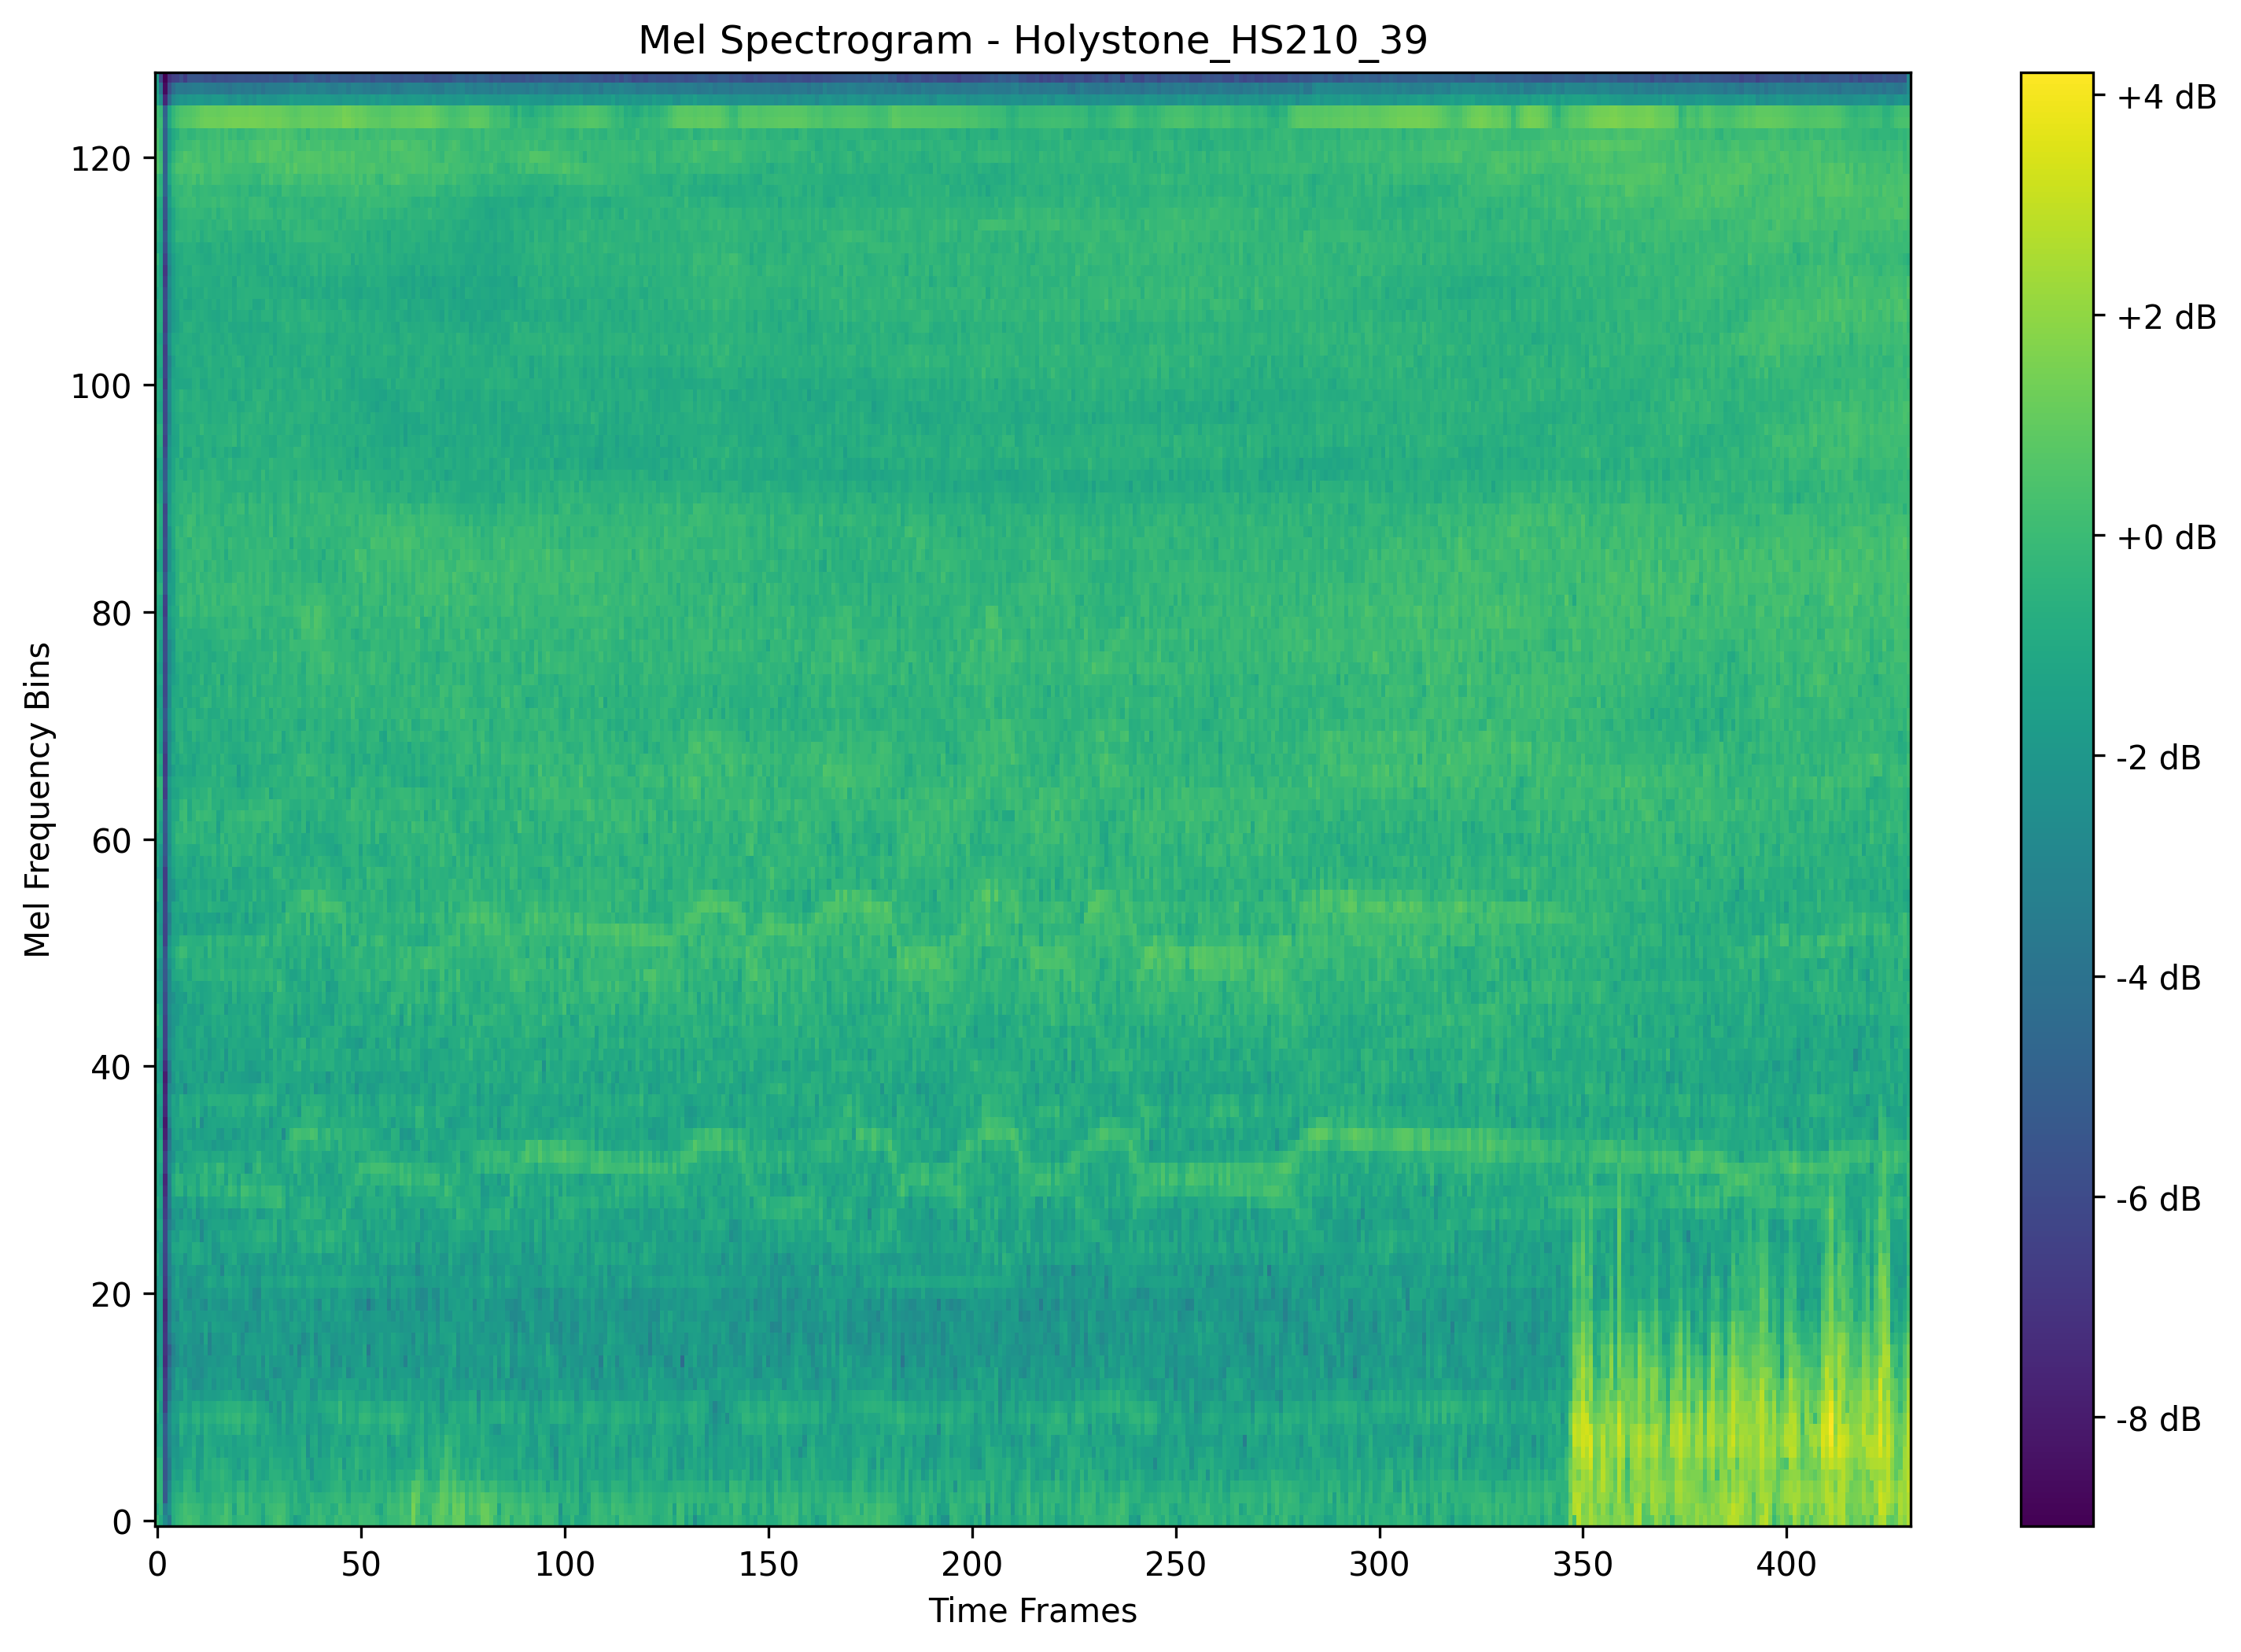 Mel Spectrogram - Holystone_HS210_39
Mel Frequency Bins
120
100
80
60
40
20
0
0 50 100 150 200 250 300 350 400
Time Frames
+4 dB
+2 dB
+0 dB
-2 dB
-4 dB
-6 dB
-8 dB